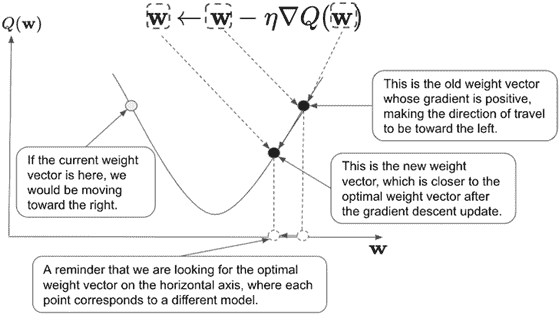 Q(w)
w ← w − η∇Q(w)
This is the old weight vector
whose gradient is positive,
making the direction of travel
to be toward the left.
If the current weight
vector is here, we
would be moving
toward the right.
This is the new weight
vector, which is closer to the
optimal weight vector after
the gradient descent update.
w
A reminder that we are looking for the optimal
weight vector on the horizontal axis, where each
point corresponds to a different model.